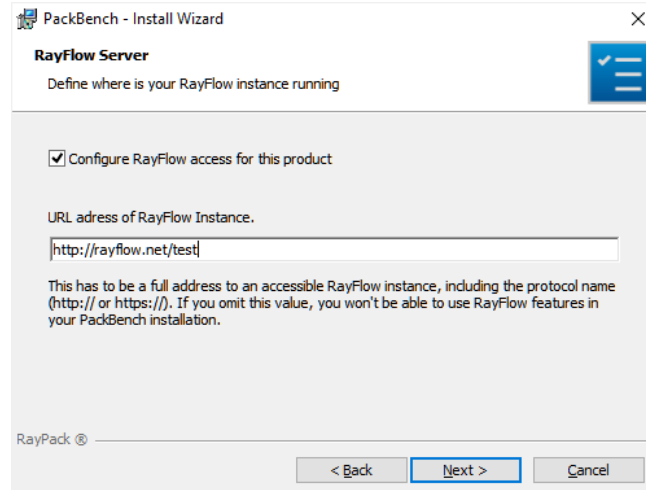 PackBench - Install Wizard
RayFlow Server
Define where is your RayFlow instance running
Configure RayFlow access for this product
URL adress of RayFlow Instance.
http://rayflow.net/test
This has to be a full address to an accessible RayFlow instance, including the protocol name
(http:// or https://). If you omit this value, you won't be able to use RayFlow features in
your PackBench installation.
RayPack ®
< Back Next > Cancel